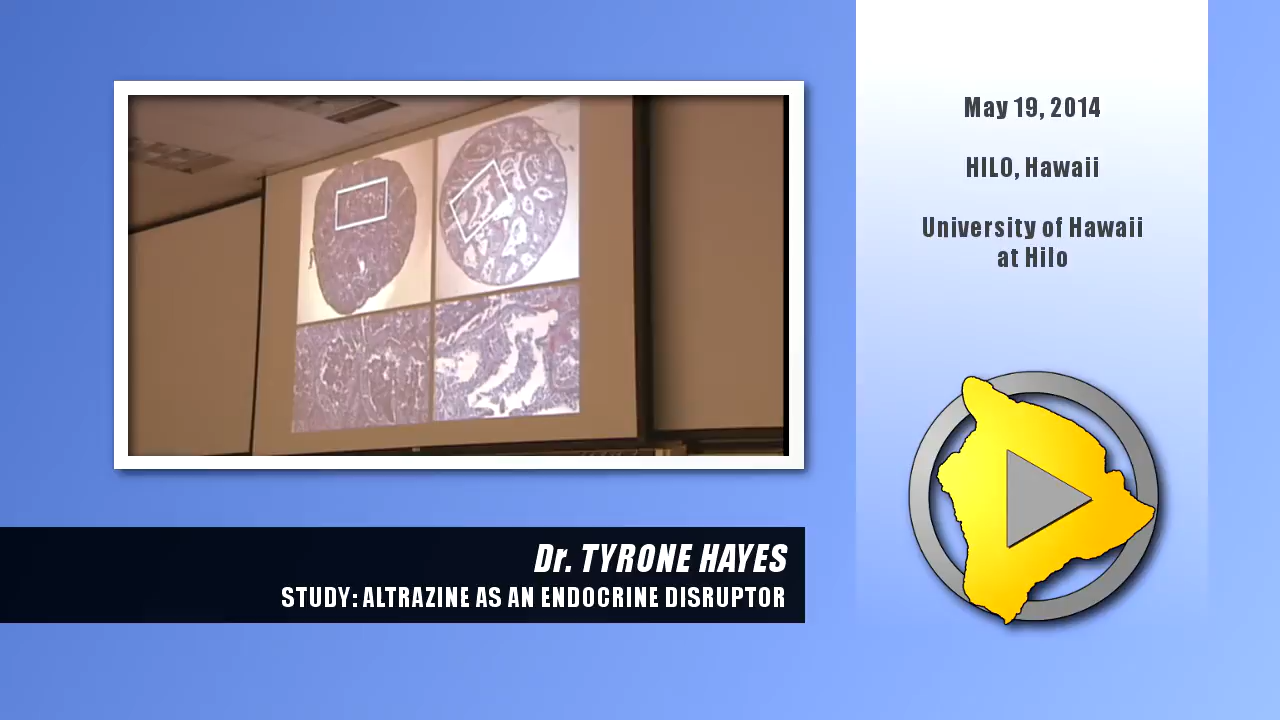 May 19, 2014
HILO, Hawaii
University of Hawaii
at Hilo
Dr. TYRONE HAYES
STUDY: ALTRAZINE AS AN ENDOCRINE DISRUPTOR